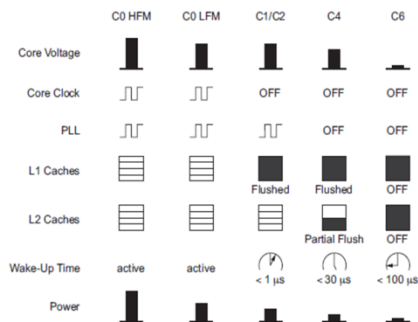 C0 HFM C0 LFM C1/C2 C4 C6
Core Voltage
Core Clock OFF OFF OFF
PLL OFF OFF
L1 Caches
Flushed Flushed OFF
L2 Caches
Partial Flush OFF
Wake-Up Time active active
< 1 µs < 30 µs < 100 µs
Power